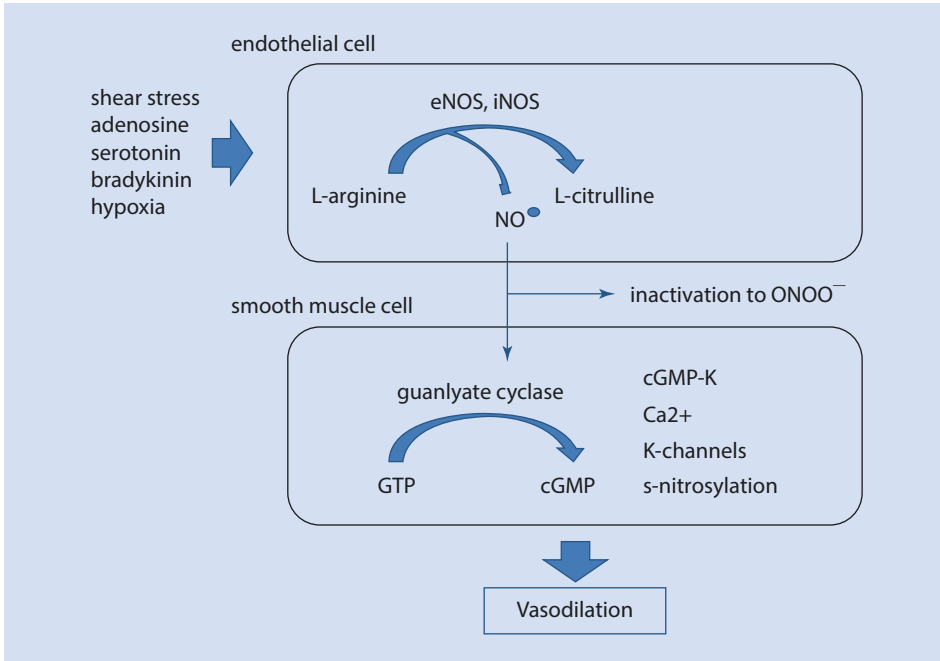 endothelial cell
shear stress
adenosine
serotonin
bradykinin
hypoxia
eNOS, iNOS
L-arginine
L-citrulline
NO
inactivation to ONOO⁻
smooth muscle cell
guanlyate cyclase
GTP
cGMP
cGMP-K
Ca2+
K-channels
s-nitrosylation
Vasodilation